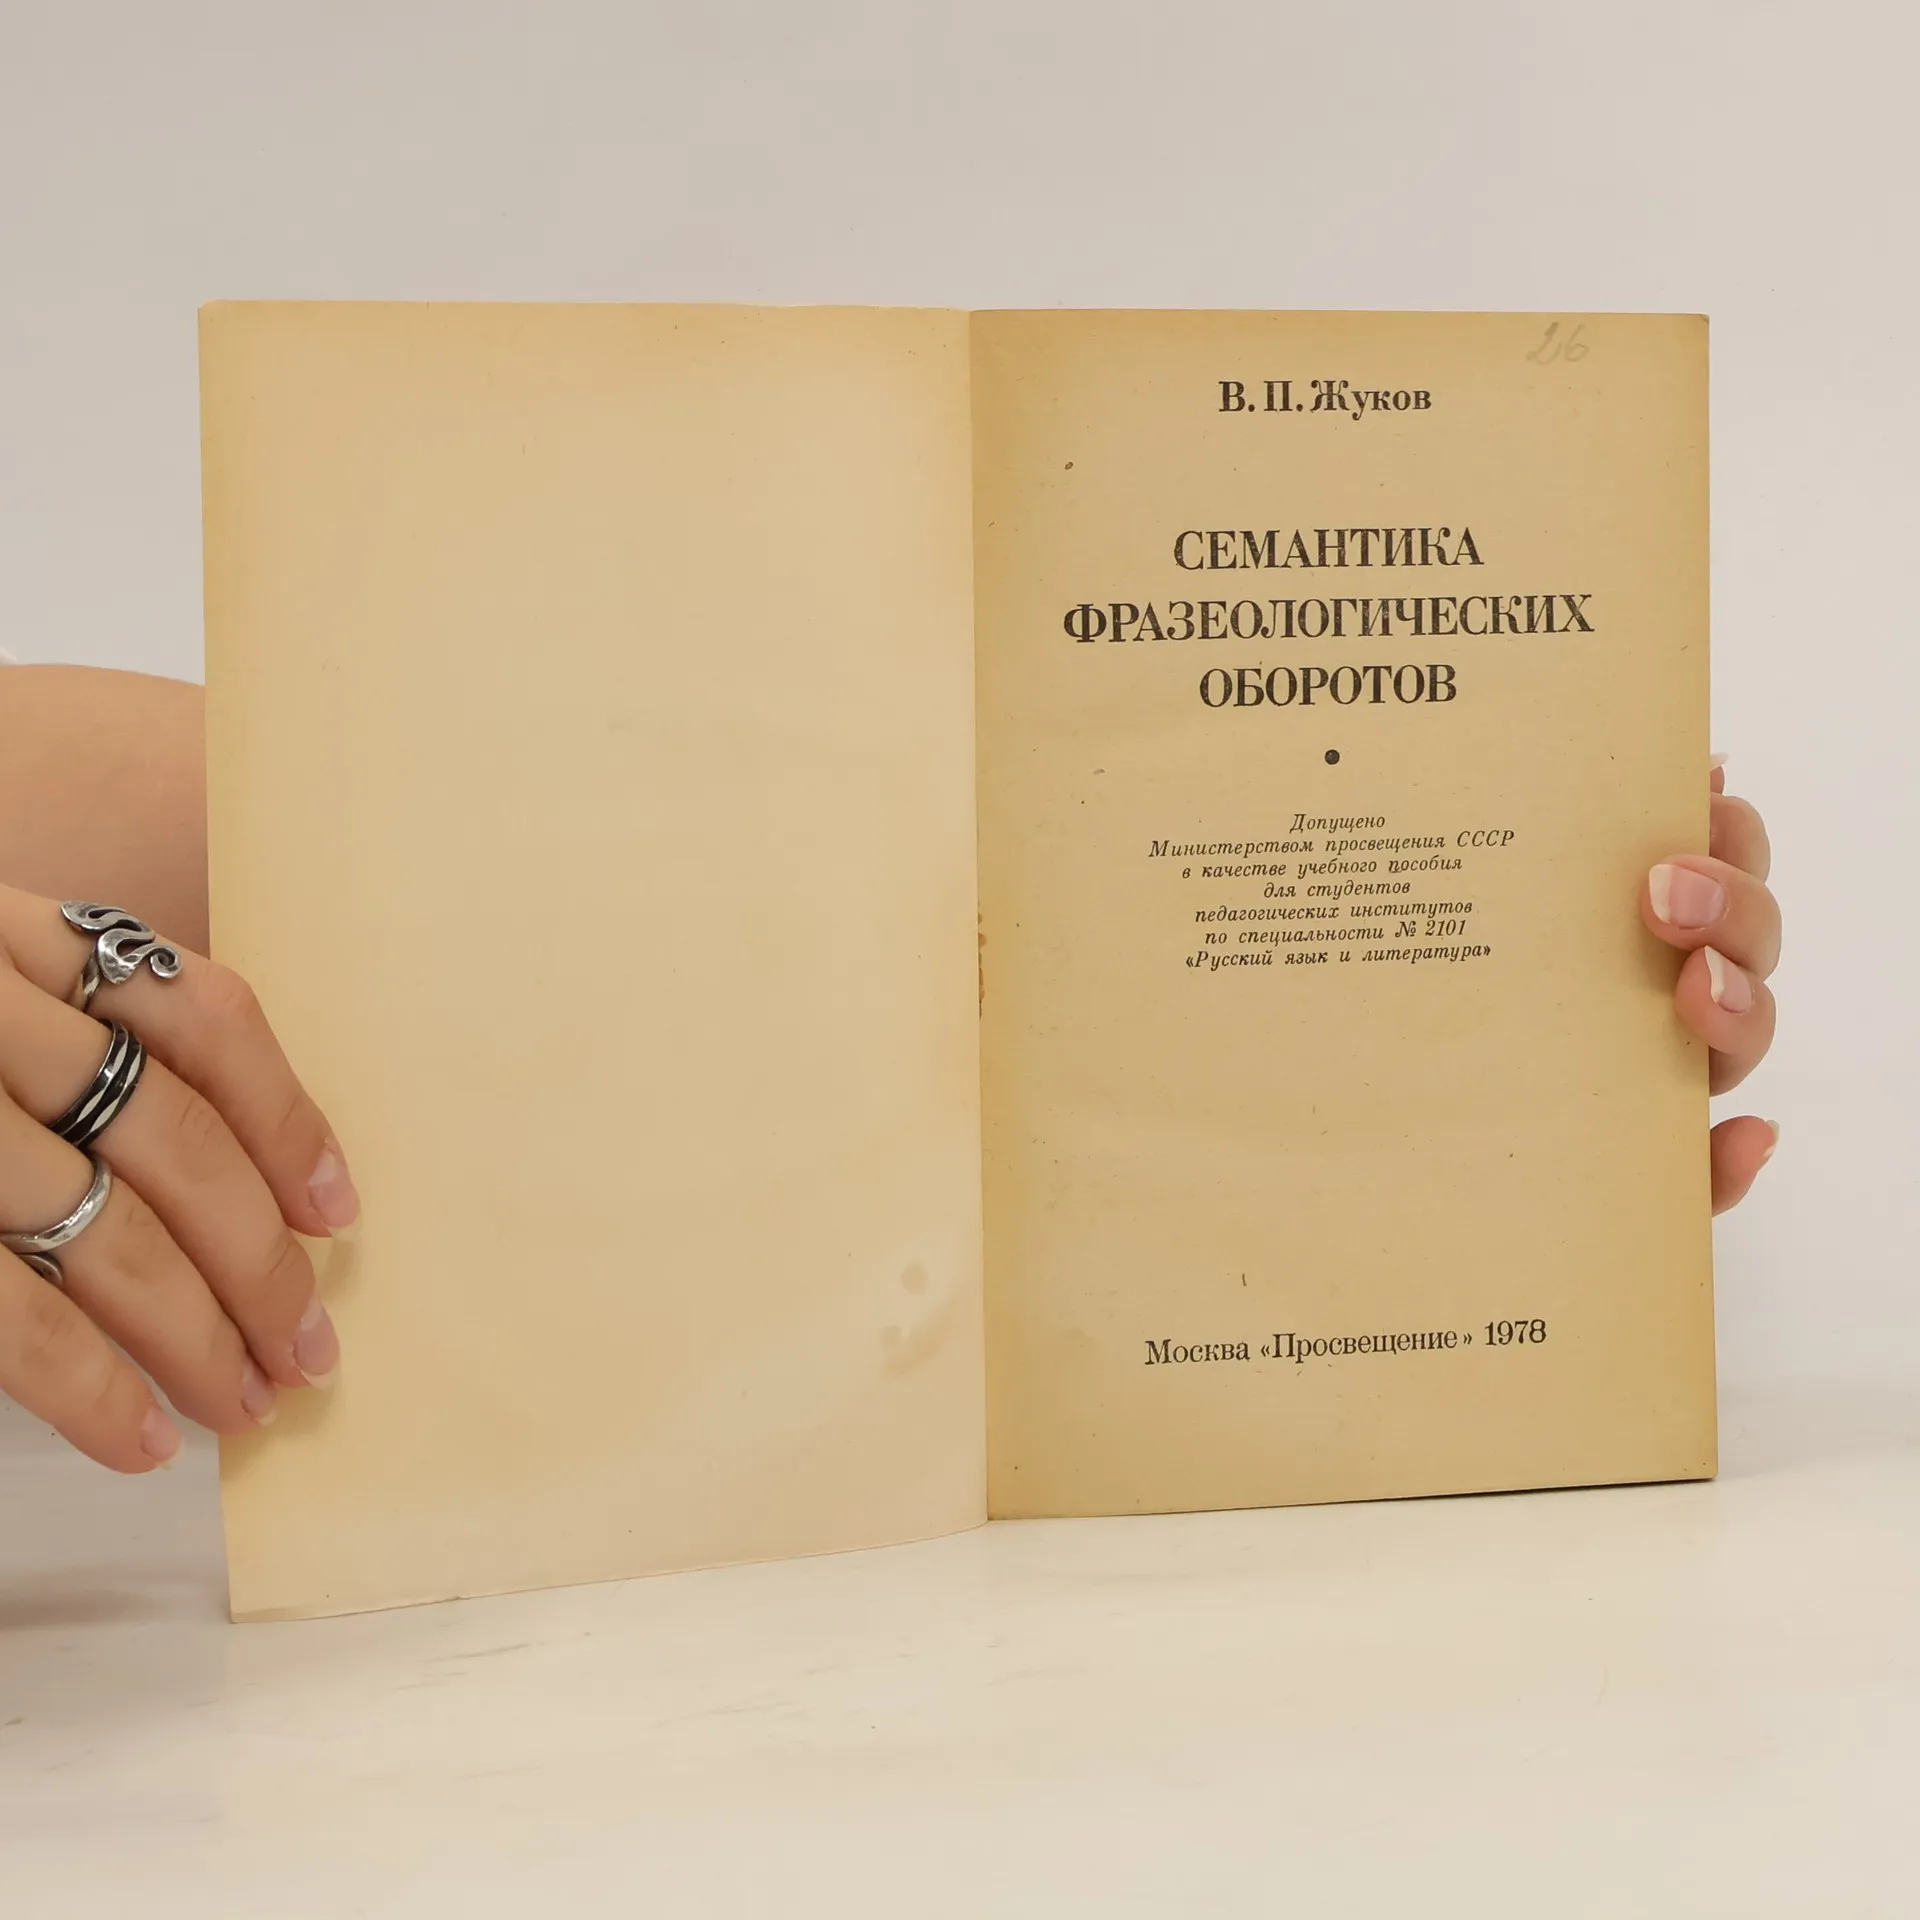 26
В. П. Жуков
СЕМАНТИКА
ФРАЗЕОЛОГИЧЕСКИХ
ОБОРОТОВ
Допущено
Министерством просвещения СССР
в качестве учебного пособия
для студентов
педагогических институтов
по специальности № 2101
«Русский язык и литература»
Москва «Просвещение» 1978